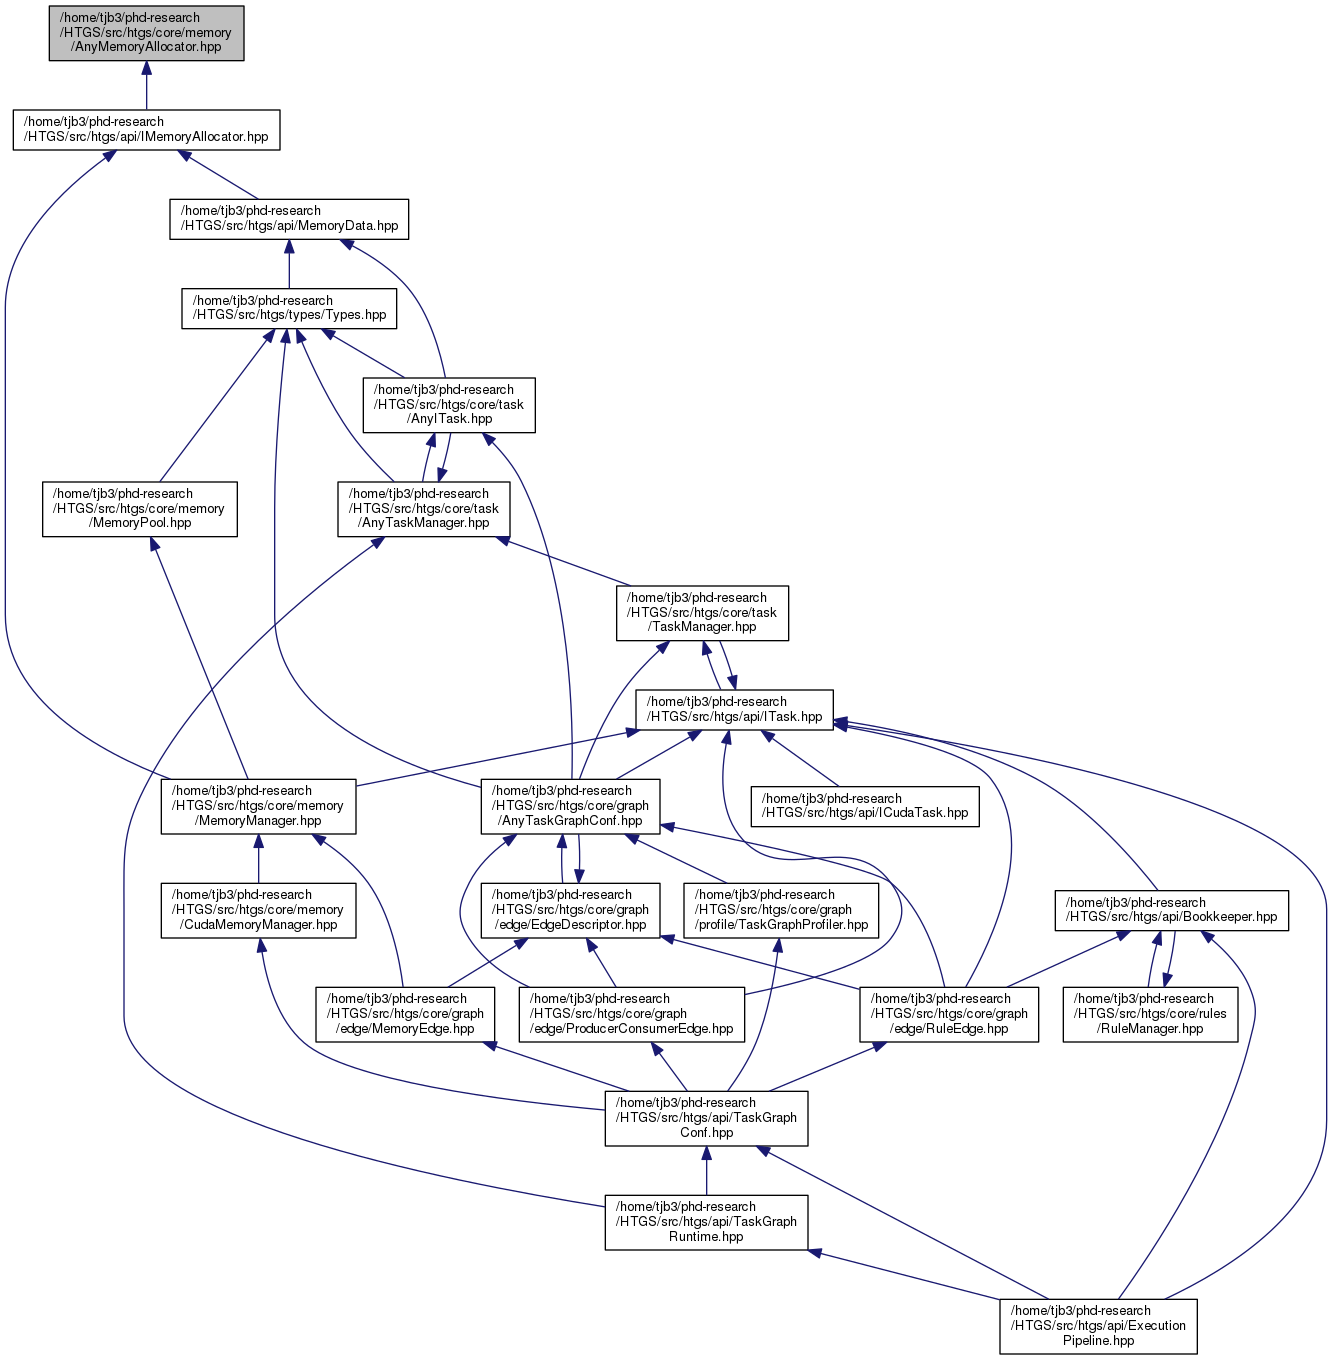 /home/tjb3/phd-research
/HTGS/src/htgs/core/memory
/AnyMemoryAllocator.hpp
/home/tjb3/phd-research
/HTGS/src/htgs/api/IMemoryAllocator.hpp
/home/tjb3/phd-research
/HTGS/src/htgs/api/MemoryData.hpp
/home/tjb3/phd-research
/HTGS/src/htgs/types/Types.hpp
/home/tjb3/phd-research
/HTGS/src/htgs/core/task
/AnyITask.hpp
/home/tjb3/phd-research
/HTGS/src/htgs/core/memory
/MemoryPool.hpp
/home/tjb3/phd-research
/HTGS/src/htgs/core/task
/AnyTaskManager.hpp
/home/tjb3/phd-research
/HTGS/src/htgs/core/task
/TaskManager.hpp
/home/tjb3/phd-research
/HTGS/src/htgs/api/ITask.hpp
/home/tjb3/phd-research
/HTGS/src/htgs/core/memory
/MemoryManager.hpp
/home/tjb3/phd-research
/HTGS/src/htgs/core/graph
/AnyTaskGraphConf.hpp
/home/tjb3/phd-research
/HTGS/src/htgs/api/ICudaTask.hpp
/home/tjb3/phd-research
/HTGS/src/htgs/core/memory
/CudaMemoryManager.hpp
/home/tjb3/phd-research
/HTGS/src/htgs/core/graph
/edge/EdgeDescriptor.hpp
/home/tjb3/phd-research
/HTGS/src/htgs/core/graph
/profile/TaskGraphProfiler.hpp
/home/tjb3/phd-research
/HTGS/src/htgs/api/Bookkeeper.hpp
/home/tjb3/phd-research
/HTGS/src/htgs/core/graph
/edge/MemoryEdge.hpp
/home/tjb3/phd-research
/HTGS/src/htgs/core/graph
/edge/ProducerConsumerEdge.hpp
/home/tjb3/phd-research
/HTGS/src/htgs/core/graph
/edge/RuleEdge.hpp
/home/tjb3/phd-research
/HTGS/src/htgs/core/rules
/RuleManager.hpp
/home/tjb3/phd-research
/HTGS/src/htgs/api/TaskGraph
Conf.hpp
/home/tjb3/phd-research
/HTGS/src/htgs/api/TaskGraph
Runtime.hpp
/home/tjb3/phd-research
/HTGS/src/htgs/api/Execution
Pipeline.hpp